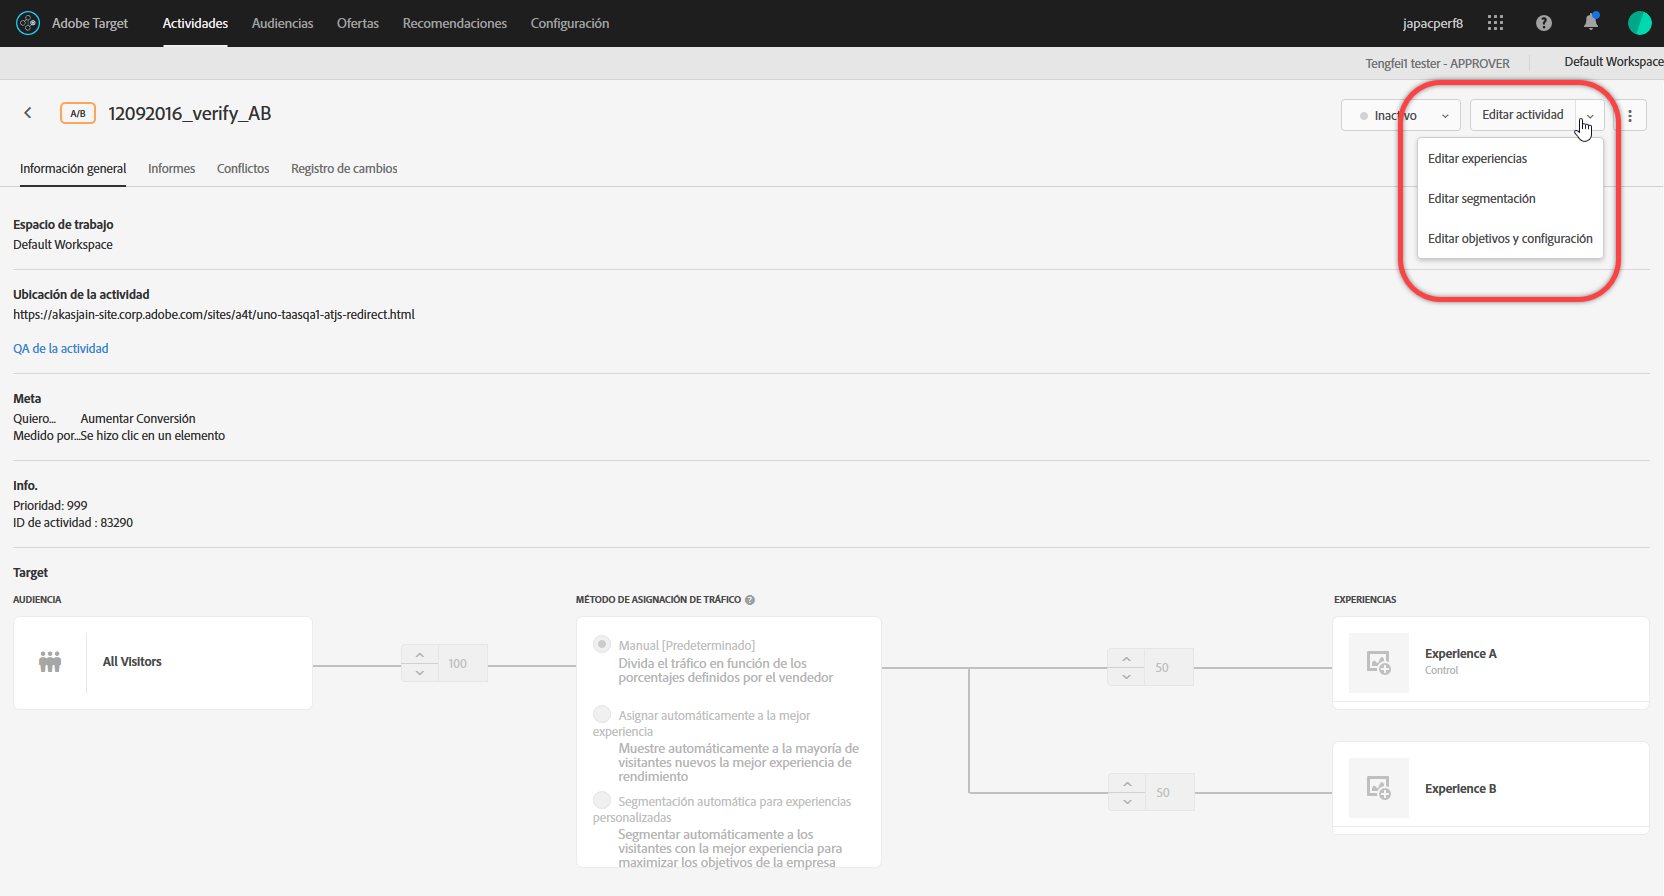 Adobe Target
Actividades
Audiencias
Ofertas
Recomendaciones
Configuración
japacperf8
Tengfei1 tester - APPROVER
Default Workspace
A/B
12092016_verify_AB
Inactivo
Editar actividad
Editar experiencias
Editar segmentación
Editar objetivos y configuración
Información general
Informes
Conflictos
Registro de cambios
Espacio de trabajo
Default Workspace
Ubicación de la actividad
https://akasjain-site.corp.adobe.com/sites/a4t/uno-taasqa1-atjs-redirect.html
QA de la actividad
Meta
Quiero... Aumentar Conversión
Medido por...Se hizo clic en un elemento
Info.
Prioridad: 999
ID de actividad : 83290
Target
AUDIENCIA
All Visitors
100
MÉTODO DE ASIGNACIÓN DE TRÁFICO
Manual [Predeterminado]
Divida el tráfico en función de los
porcentajes definidos por el vendedor
Asignar automáticamente a la mejor
experiencia
Muestre automáticamente a la mayoría de
visitantes nuevos la mejor experiencia de
rendimiento
Segmentación automática para experiencias
personalizadas
Segmentar automáticamente a los
visitantes con la mejor experiencia para
maximizar los objetivos de la empresa
50
50
EXPERIENCIAS
Experience A
Control
Experience B